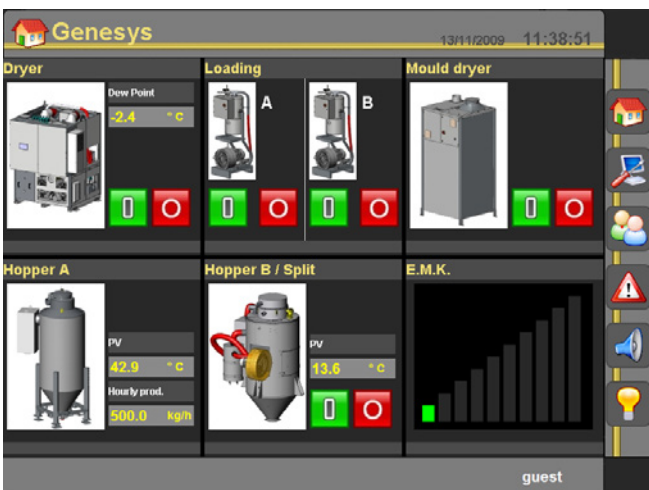 Genesys
13/11/2009 11:38:51
Dryer
Dew Point
-2.4 °C
Loading
A
B
Mould dryer
Hopper A
PV
42.9 °C
Hourly prod.
500.0 kg/h
Hopper B / Split
PV
13.6 °C
E.M.K.
guest